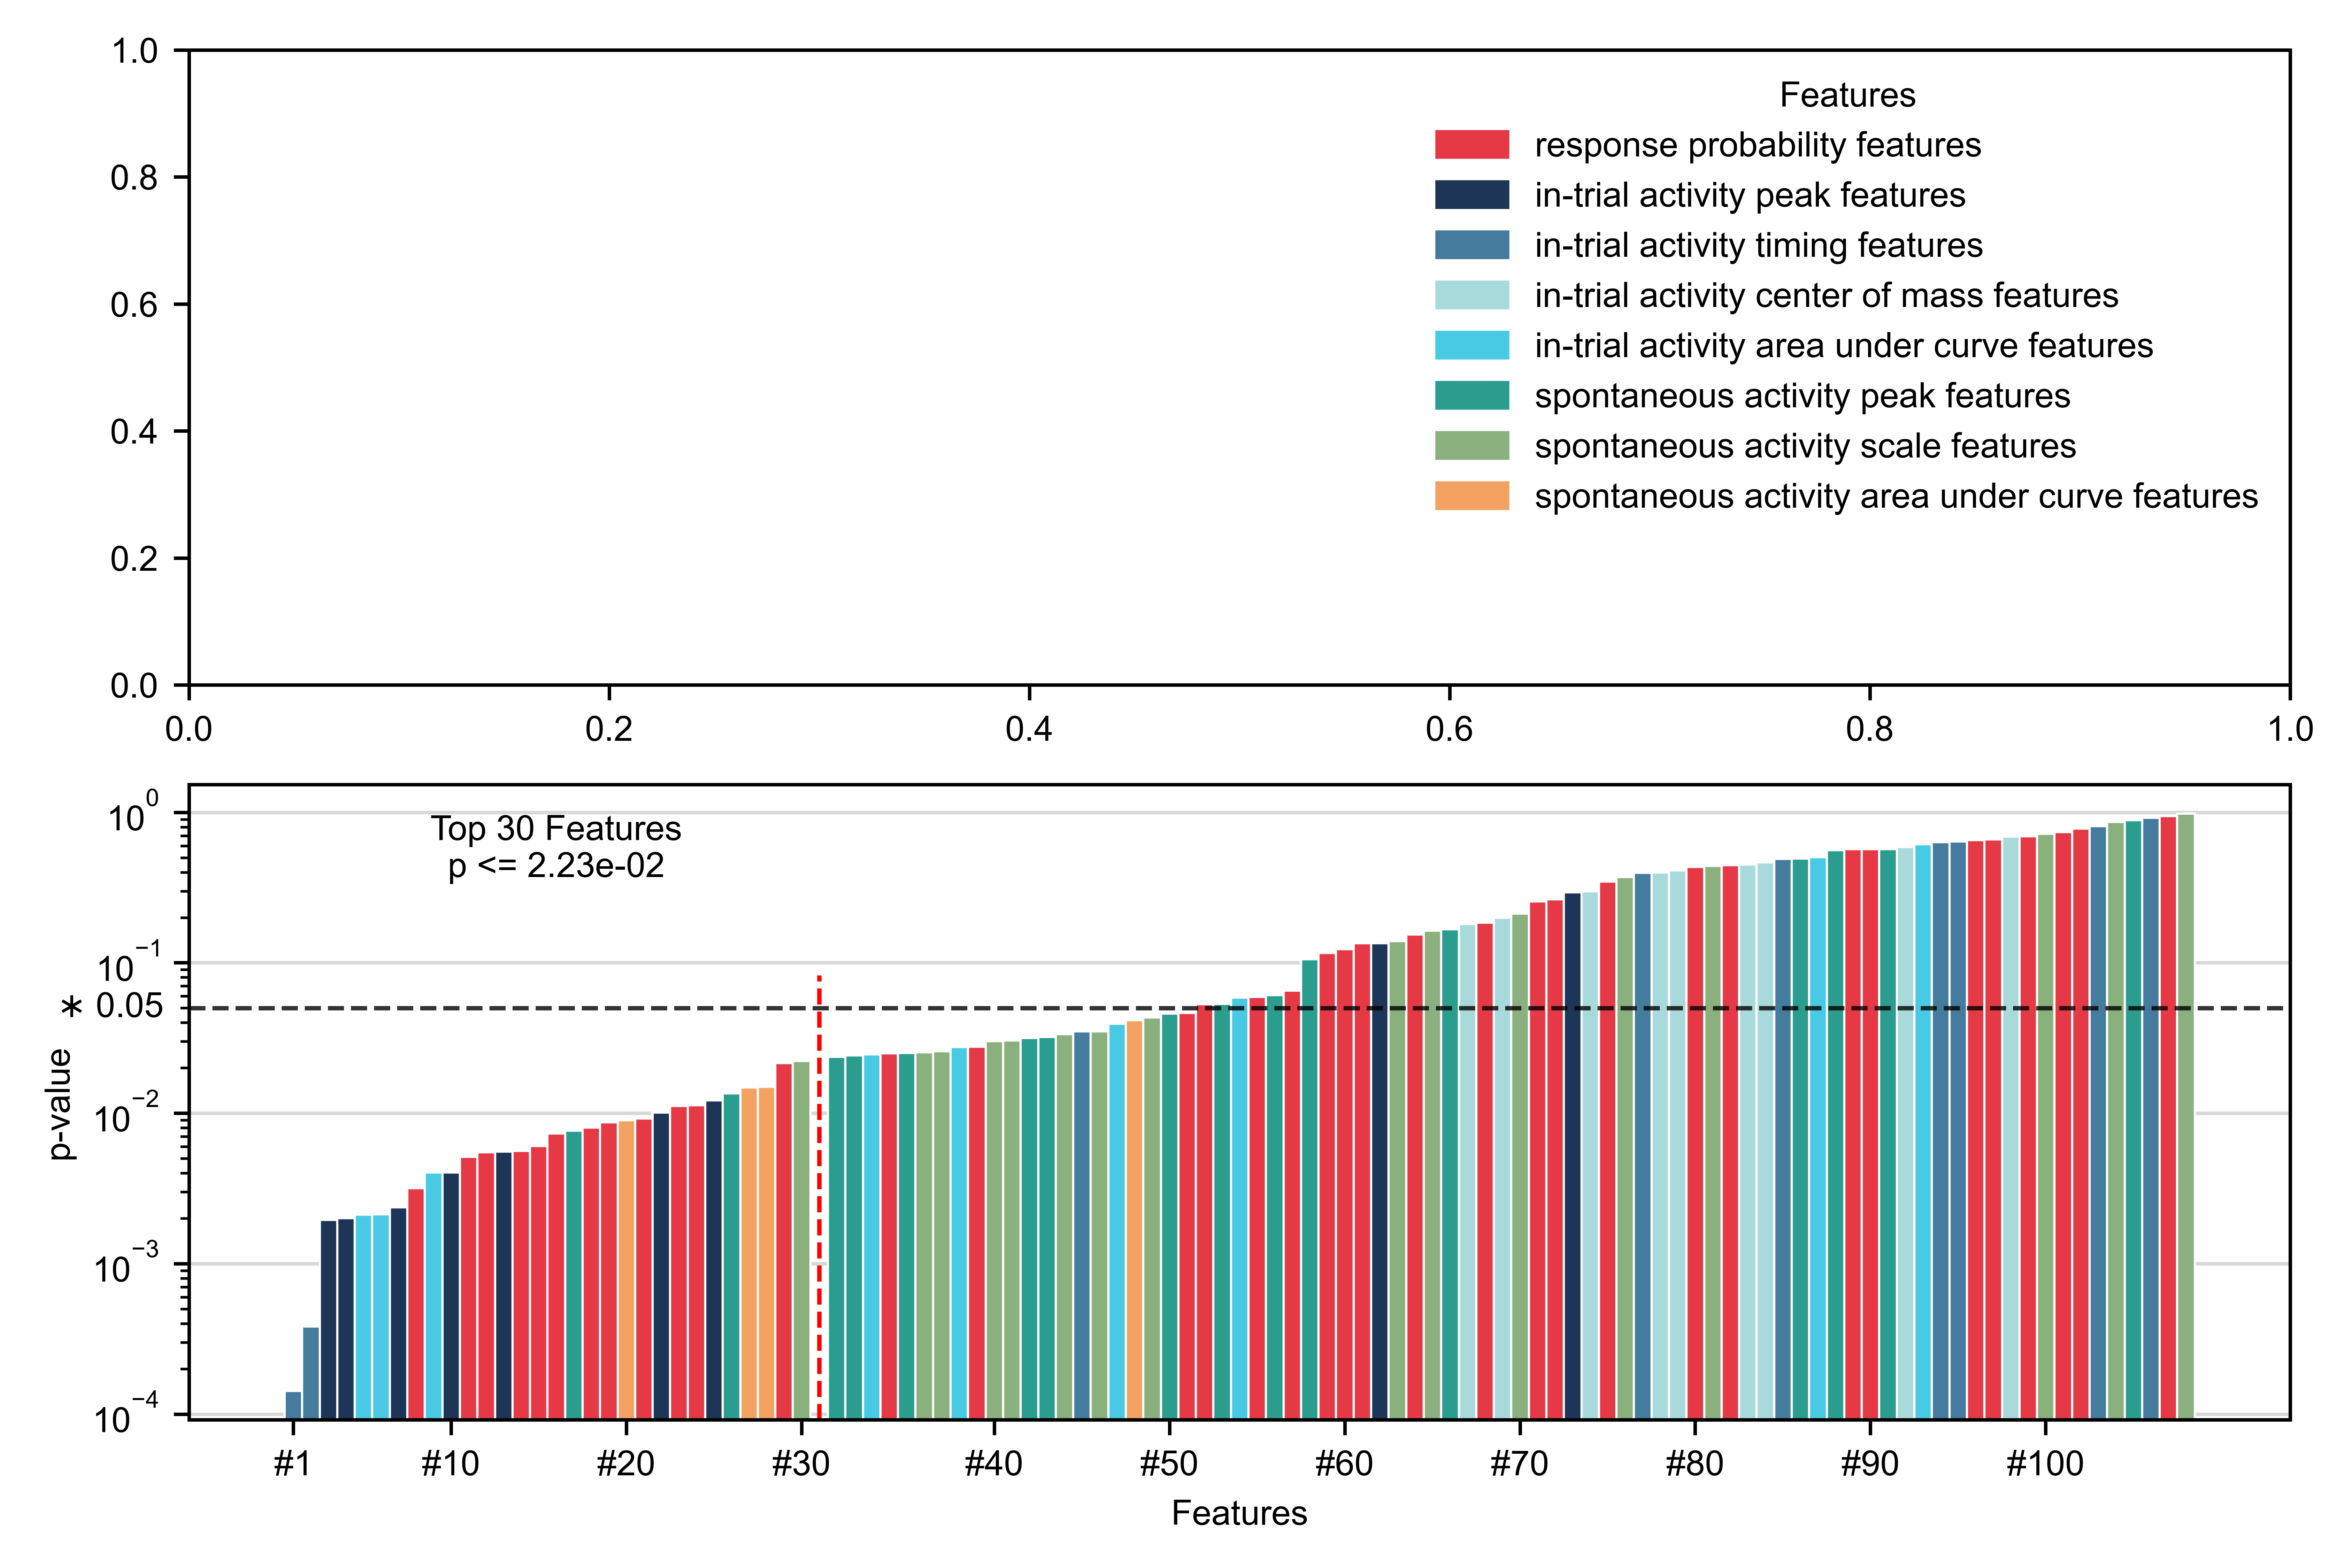 1.0
0.8
0.6
0.4
0.2
0.0
0.0 0.2 0.4 0.6 0.8 1.0
Features
response probability features
in-trial activity peak features
in-trial activity timing features
in-trial activity center of mass features
in-trial activity area under curve features
spontaneous activity peak features
spontaneous activity scale features
spontaneous activity area under curve features
10^0
10^−1
* 0.05
10^−2
10^−3
10^−4
p-value
Top 30 Features
p <= 2.23e-02
#1 #10 #20 #30 #40 #50 #60 #70 #80 #90 #100
Features